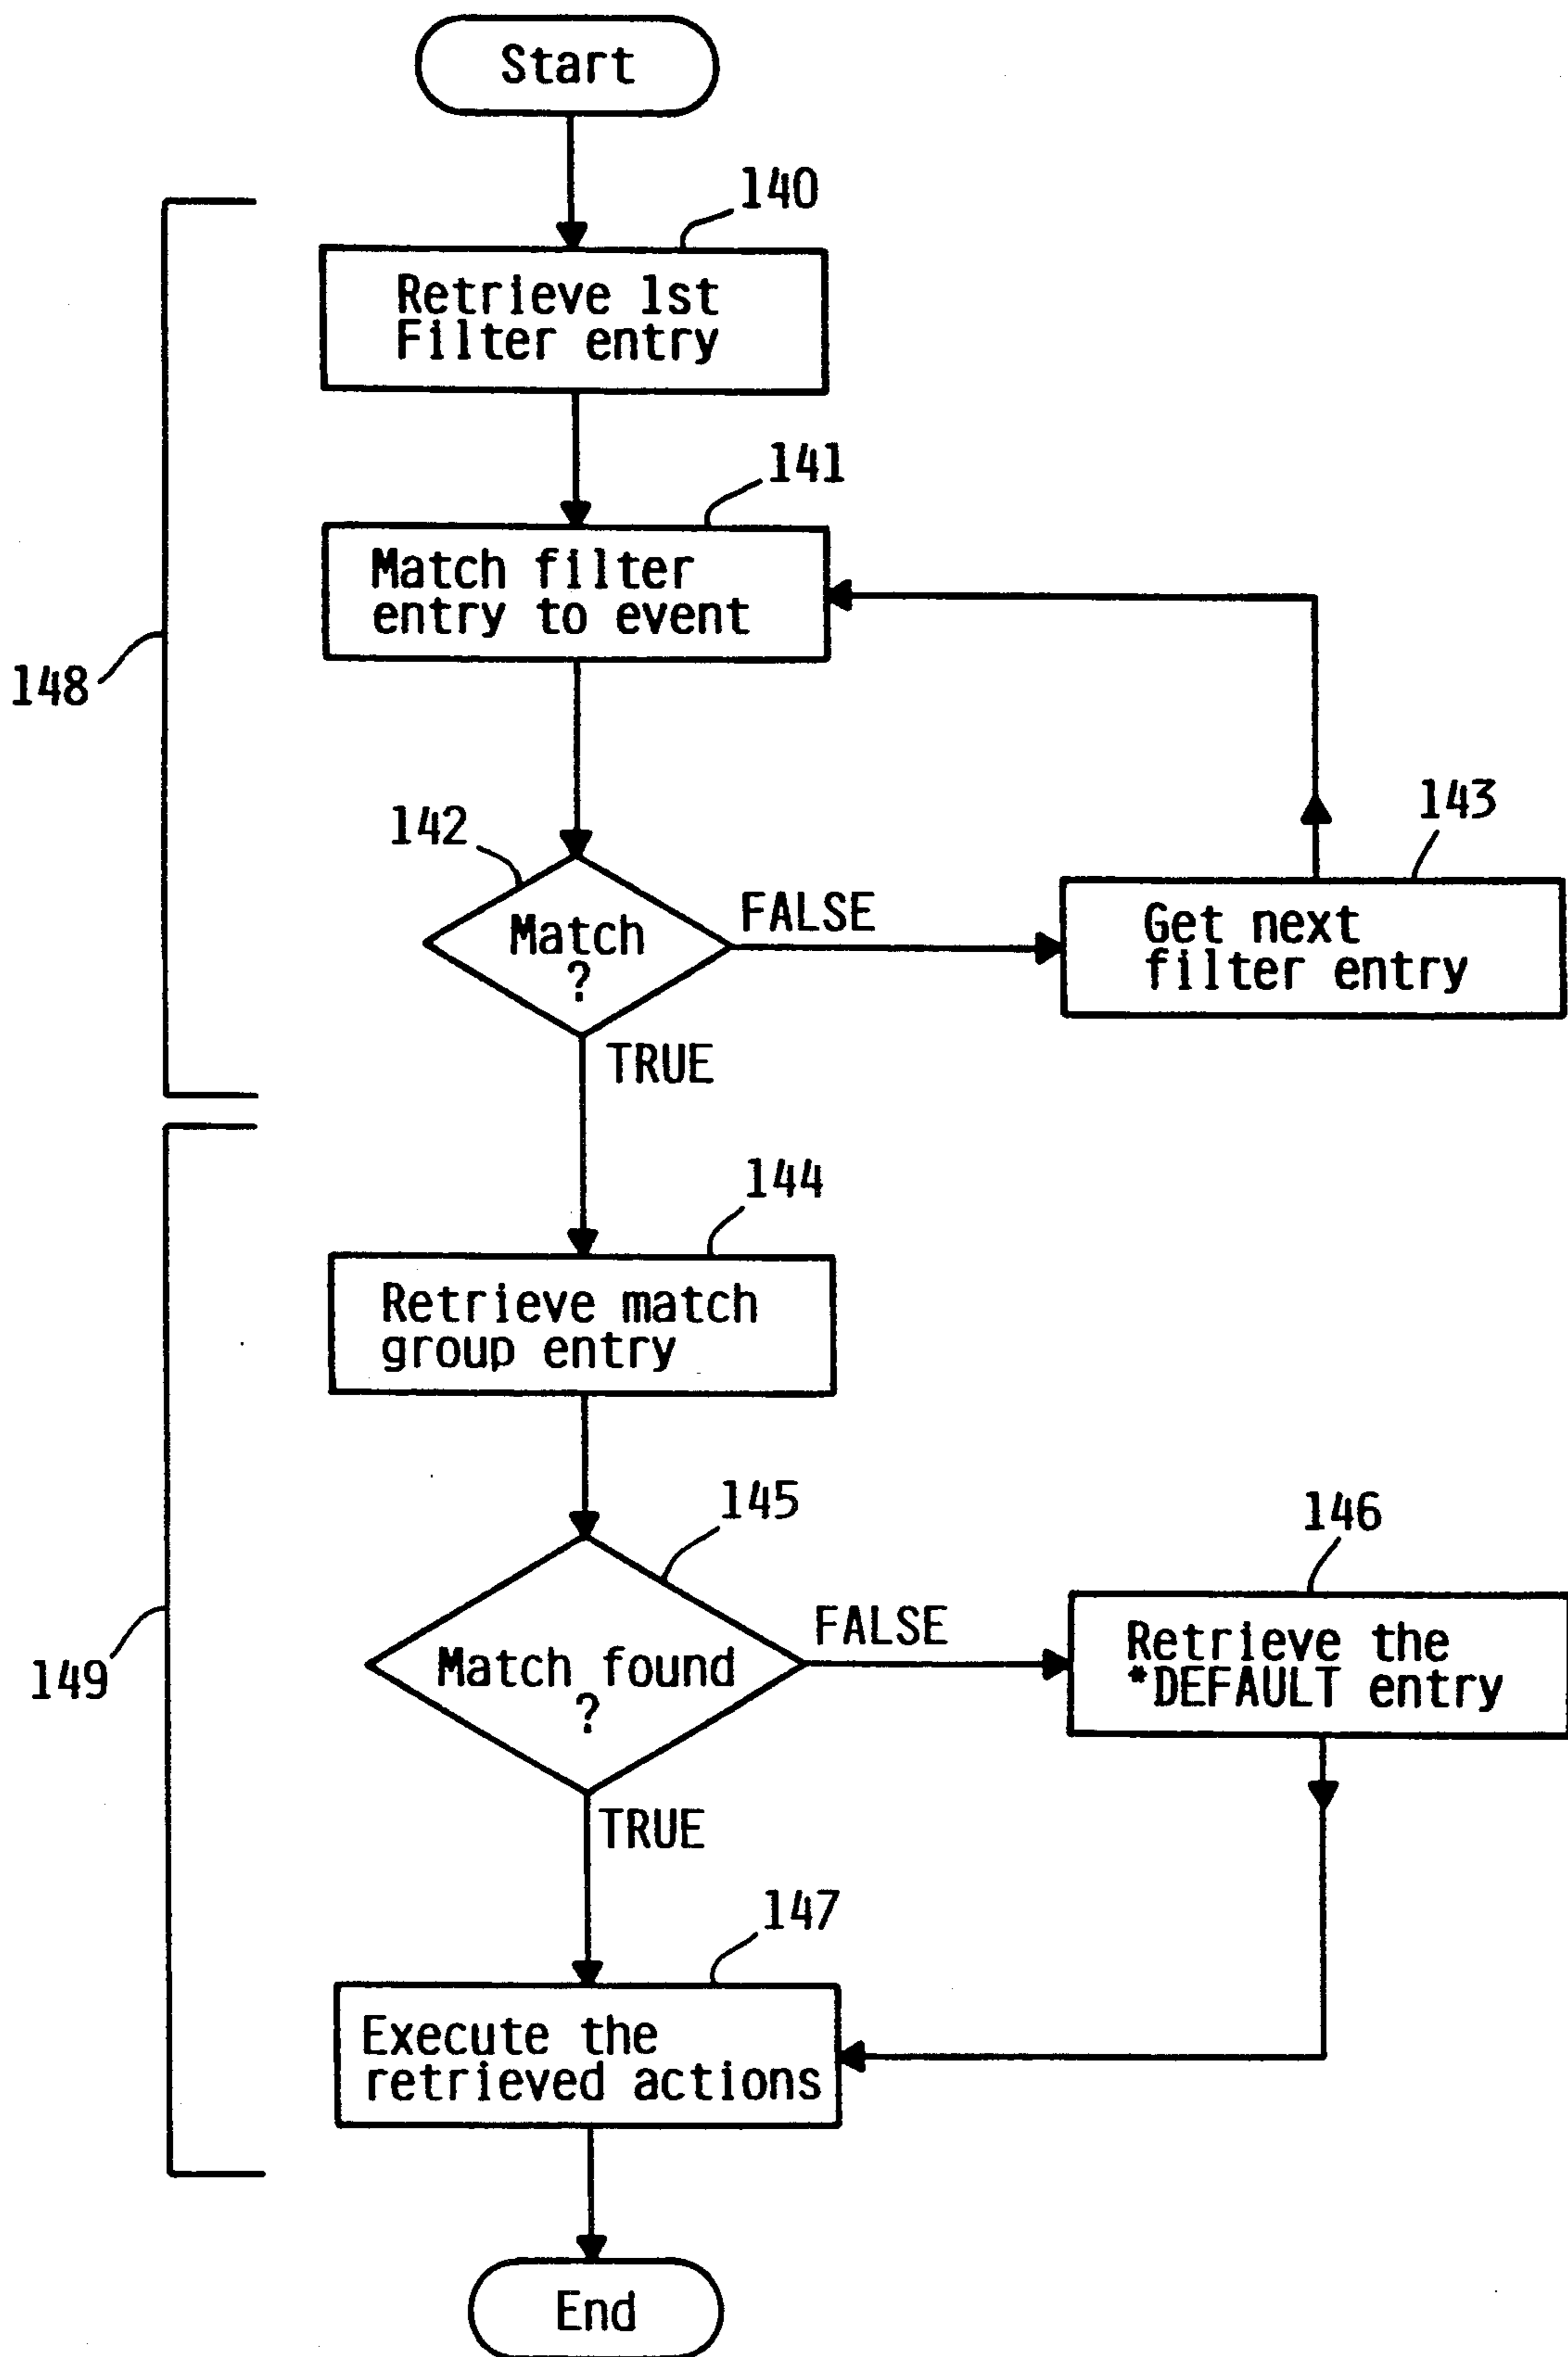 Start
140
Retrieve 1st
Filter entry
141
Match filter
entry to event
148
142
Match
?
FALSE
143
Get next
filter entry
TRUE
144
Retrieve match
group entry
145
Match found
?
FALSE
146
Retrieve the
*DEFAULT entry
149
TRUE
147
Execute the
retrieved actions
End